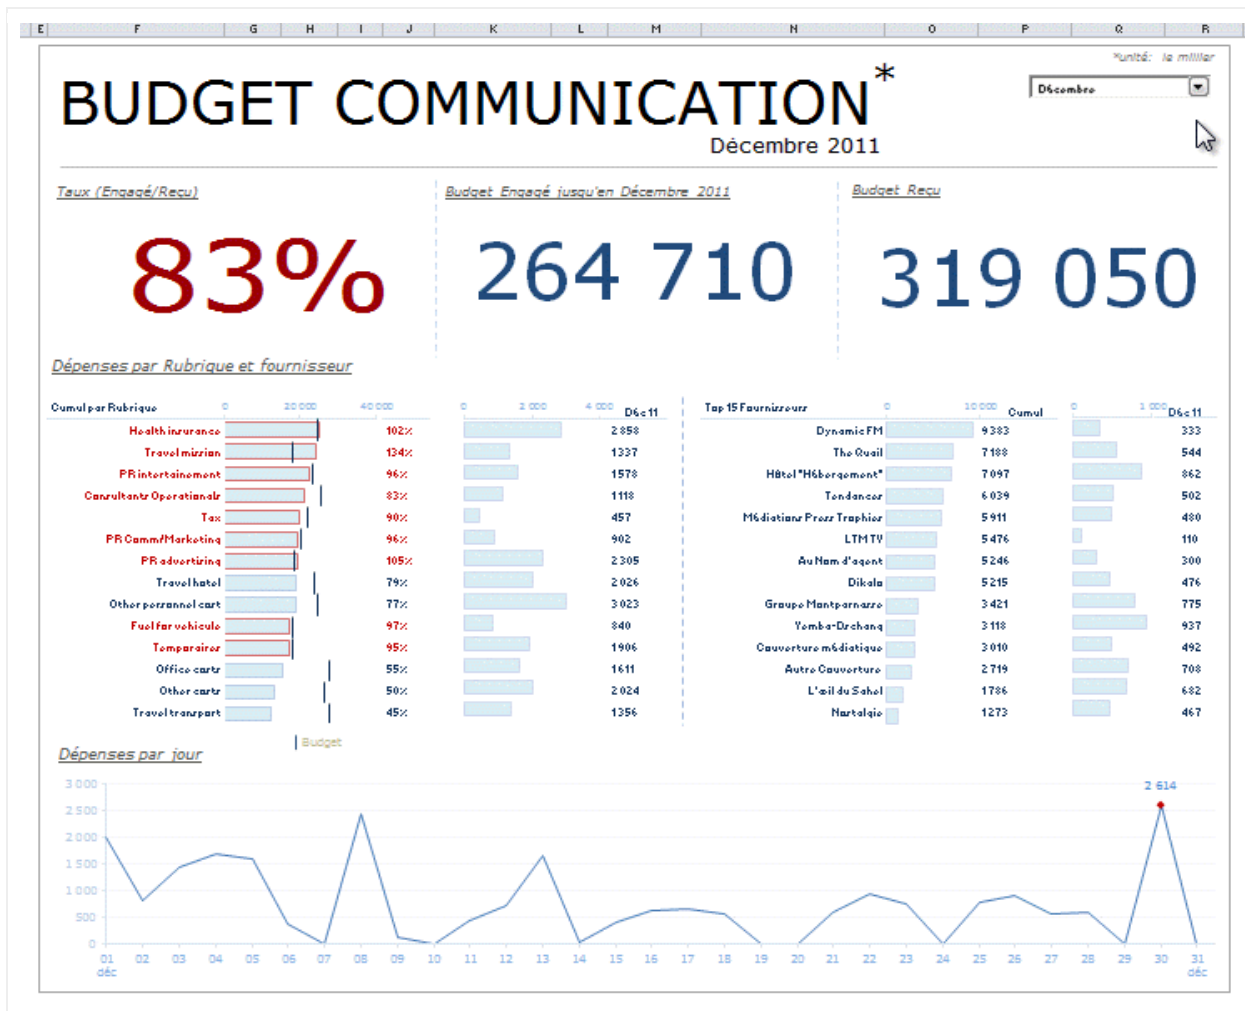 E F G H I J K L M N O P Q R
*unité: le millier
BUDGET COMMUNICATION*
Décembre
Décembre 2011
Taux (Engagé/Reçu)
Budget Engagé jusqu'en Décembre 2011
Budget Reçu
83%
264 710
319 050
Dépenses par Rubrique et fournisseur
Cumul par Rubrique 0 20 000 40 000 0 2 000 4 000 Déc 11 Top 15 Fournisseurs 0 10 000 Cumul 0 1 000 Déc 11
Health insurance 102% 2 858 Dynamic FM 9 383 333
Travel mission 134% 1 337 The Quail 7 188 544
PR intertainement 96% 1 578 Hôtel "Hébergement" 7 097 862
Consultants Operationals 83% 1 118 Tendances 6 039 502
Tax 90% 457 Médiations Press Trophies 5 911 480
PR Comm/Marketing 96% 902 LTM TV 5 476 110
PR advertising 105% 2 305 Au Nom d'agent 5 246 300
Travel hotel 79% 2 026 Dikalo 5 215 476
Other personnel cost 77% 3 023 Groupe Montparnasse 3 421 775
Fuel for vehicule 97% 840 Yemba-Dschang 3 118 937
Temporaires 95% 1 906 Couverture médiatique 3 010 492
Office costs 55% 1 611 Autre Couverture 2 719 708
Other costs 50% 2 024 L'œil du Sahel 1 786 682
Travel transport 45% 1 356 Nostalgie 1 273 467
Budget
Dépenses par jour
3 000
2 614
2 500
2 000
1 500
1 000
500
0
01 02 03 04 05 06 07 08 09 10 11 12 13 14 15 16 17 18 19 20 21 22 23 24 25 26 27 28 29 30 31
déc déc